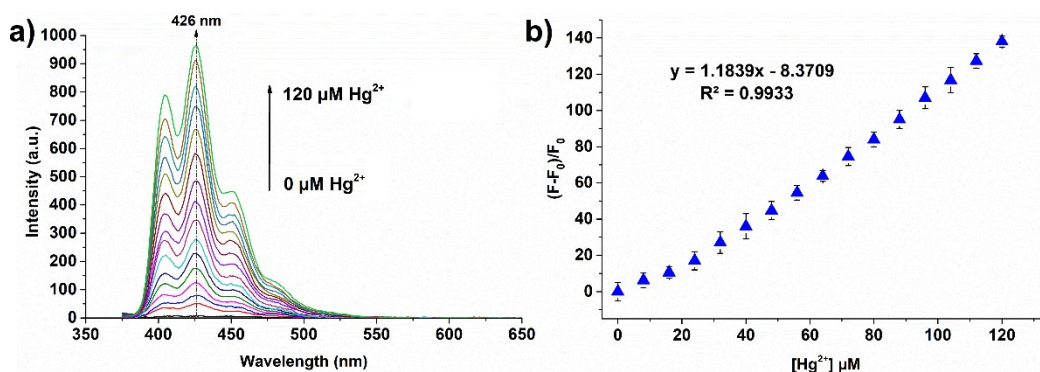 a)
426 nm
1000
900
800
700
600
500
400
300
200
100
0
120 µM Hg²⁺
0 µM Hg²⁺
Intensity (a.u.)
350 400 450 500 550 600 650
Wavelength (nm)
b)
140
120
100
80
60
40
20
0
y = 1.1839x - 8.3709
R² = 0.9933
(F-F₀)/F₀
0 20 40 60 80 100 120
[Hg²⁺] µM